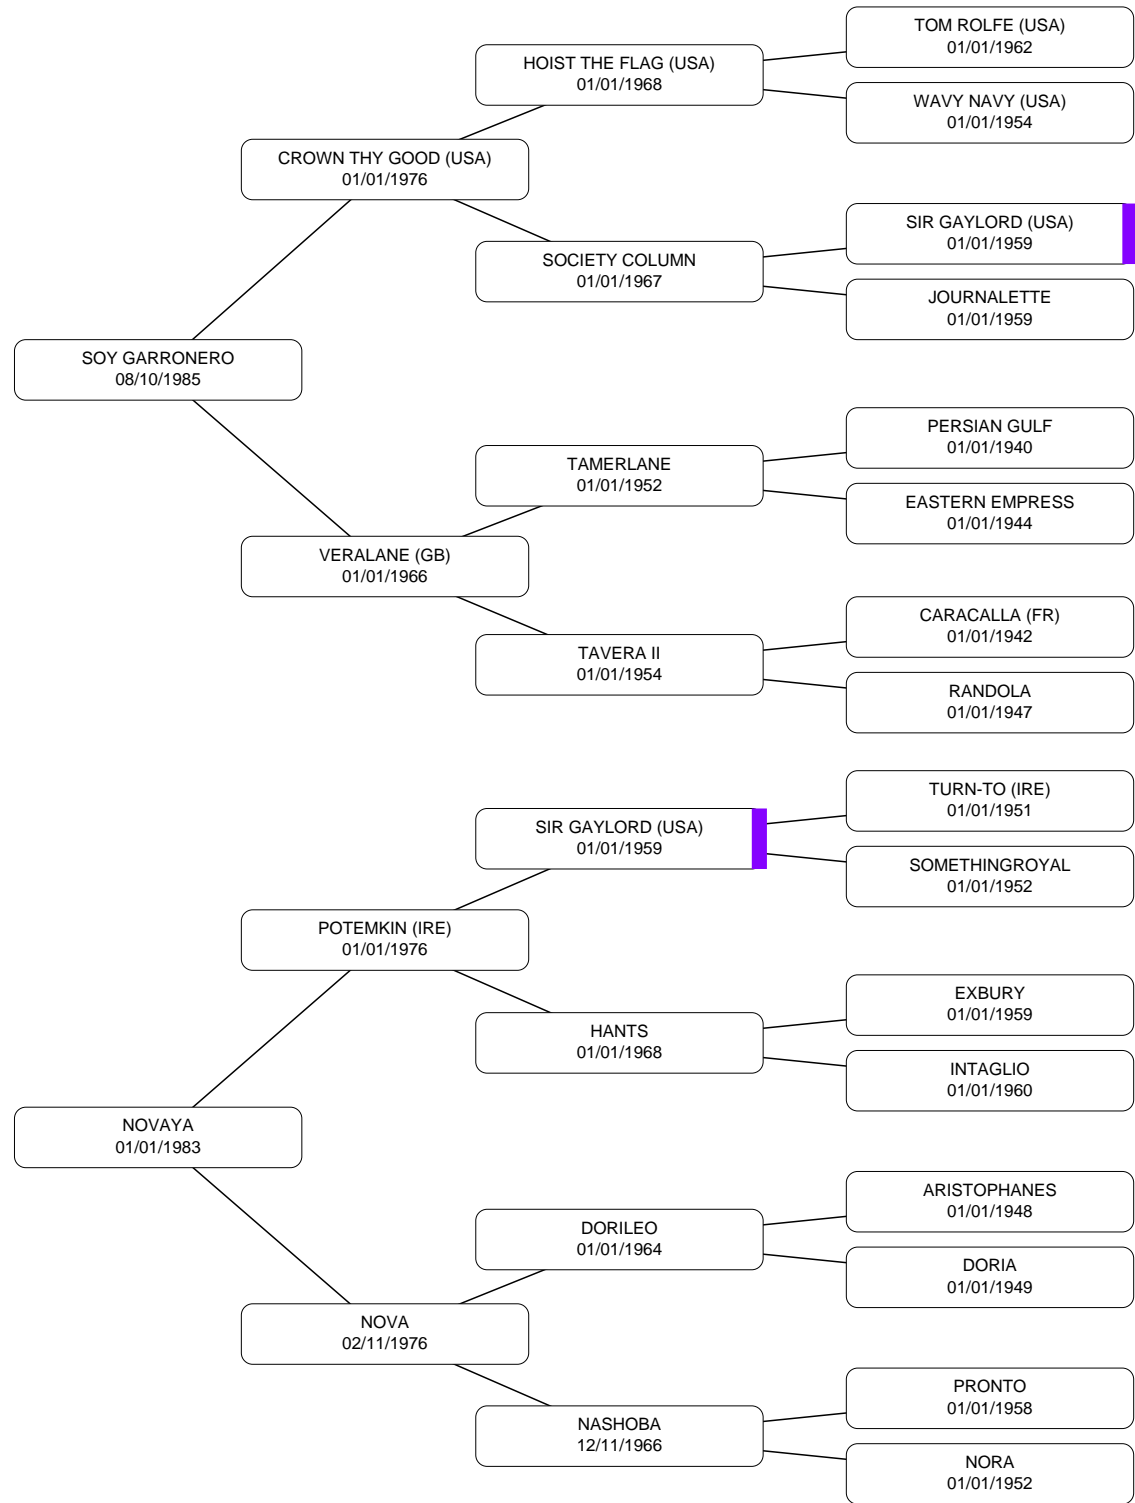 TOM ROLFE (USA)
01/01/1962
HOIST THE FLAG (USA)
01/01/1968
WAVY NAVY (USA)
01/01/1954
CROWN THY GOOD (USA)
01/01/1976
SIR GAYLORD (USA)
01/01/1959
SOCIETY COLUMN
01/01/1967
JOURNALETTE
01/01/1959
SOY GARRONERO
08/10/1985
PERSIAN GULF
01/01/1940
TAMERLANE
01/01/1952
EASTERN EMPRESS
01/01/1944
VERALANE (GB)
01/01/1966
CARACALLA (FR)
01/01/1942
TAVERA II
01/01/1954
RANDOLA
01/01/1947
TURN-TO (IRE)
01/01/1951
SIR GAYLORD (USA)
01/01/1959
SOMETHINGROYAL
01/01/1952
POTEMKIN (IRE)
01/01/1976
EXBURY
01/01/1959
HANTS
01/01/1968
INTAGLIO
01/01/1960
NOVAYA
01/01/1983
ARISTOPHANES
01/01/1948
DORILEO
01/01/1964
DORIA
01/01/1949
NOVA
02/11/1976
PRONTO
01/01/1958
NASHOBA
12/11/1966
NORA
01/01/1952